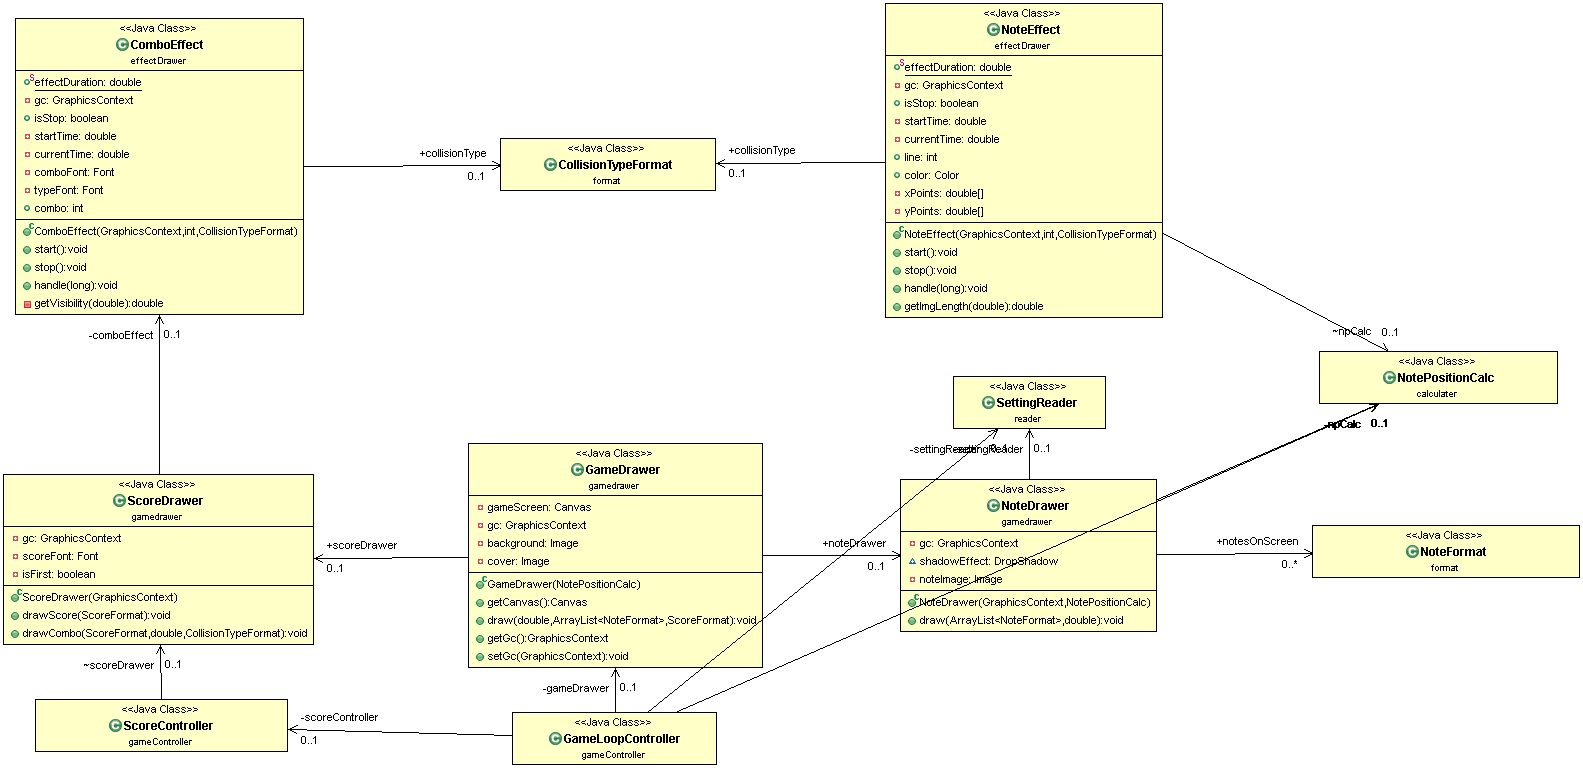 <<Java Class>>
ComboEffect
effectDrawer
effectDuration: double
gc: GraphicsContext
isStop: boolean
startTime: double
currentTime: double
comboFont: Font
typeFont: Font
combo: int
ComboEffect(GraphicsContext,int,CollisionTypeFormat)
start():void
stop():void
handle(long):void
getVisibility(double):double
+collisionType
0..1
<<Java Class>>
CollisionTypeFormat
format
+collisionType
0..1
<<Java Class>>
NoteEffect
effectDrawer
effectDuration: double
gc: GraphicsContext
isStop: boolean
startTime: double
currentTime: double
line: int
color: Color
xPoints: double[]
yPoints: double[]
NoteEffect(GraphicsContext,int,CollisionTypeFormat)
start():void
stop():void
handle(long):void
getImgLength(double):double
-comboEffect
0..1
~npCalc
0..1
<<Java Class>>
NotePositionCalc
calculater
-npCalc
0..1
<<Java Class>>
SettingReader
reader
-settingReader
0..1
-settingReader
0..1
<<Java Class>>
ScoreDrawer
gamedrawer
gc: GraphicsContext
scoreFont: Font
isFirst: boolean
ScoreDrawer(GraphicsContext)
drawScore(ScoreFormat):void
drawCombo(ScoreFormat,double,CollisionTypeFormat):void
+scoreDrawer
0..1
<<Java Class>>
GameDrawer
gamedrawer
gameScreen: Canvas
gc: GraphicsContext
background: Image
cover: Image
GameDrawer(NotePositionCalc)
getCanvas():Canvas
draw(double,ArrayList<NoteFormat>,ScoreFormat):void
getGc():GraphicsContext
setGc(GraphicsContext):void
+noteDrawer
0..1
<<Java Class>>
NoteDrawer
gamedrawer
gc: GraphicsContext
shadowEffect: DropShadow
noteImage: Image
NoteDrawer(GraphicsContext,NotePositionCalc)
draw(ArrayList<NoteFormat>,double):void
+notesOnScreen
0..*
<<Java Class>>
NoteFormat
format
~scoreDrawer
0..1
-gameDrawer
0..1
<<Java Class>>
ScoreController
gameController
-scoreController
0..1
<<Java Class>>
GameLoopController
gameController